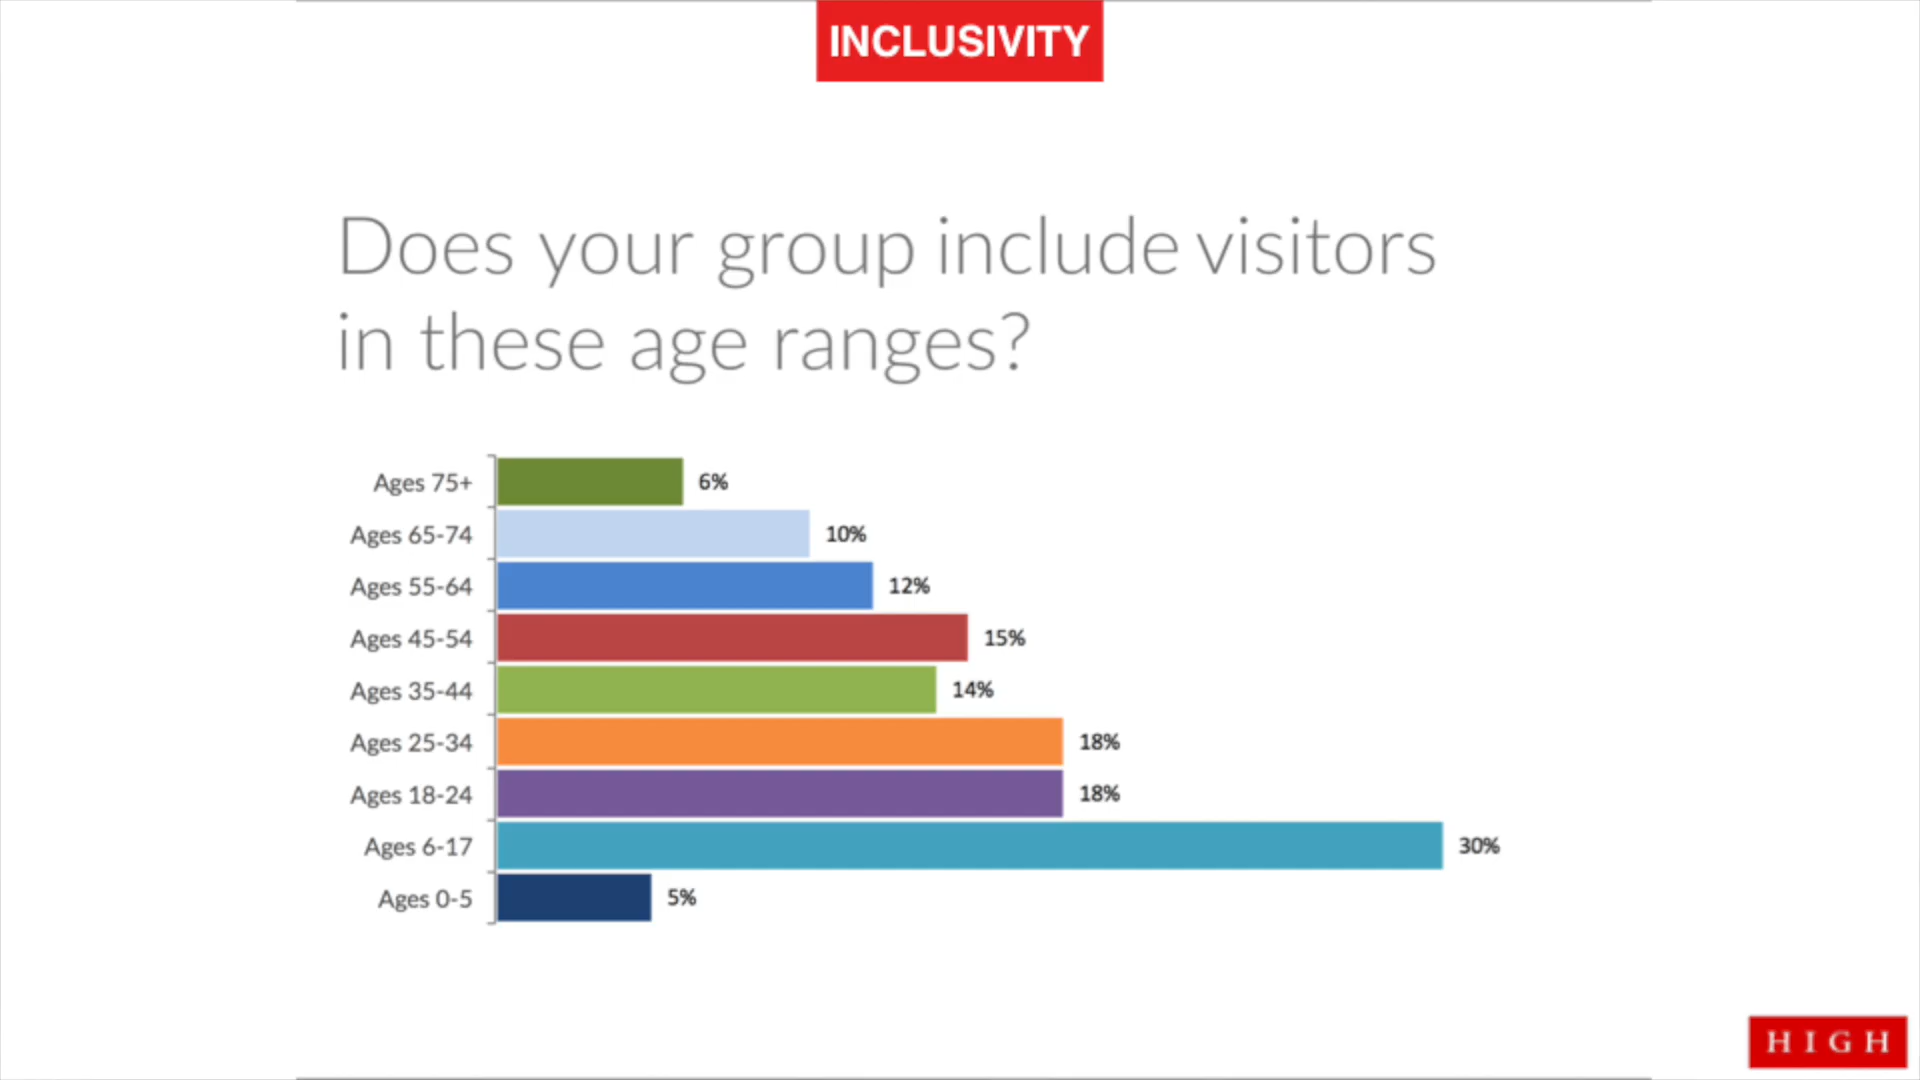 INCLUSIVITY
Does your group include visitors
in these age ranges?
Ages 75+ 6%
Ages 65-74 10%
Ages 55-64 12%
Ages 45-54 15%
Ages 35-44 14%
Ages 25-34 18%
Ages 18-24 18%
Ages 6-17 30%
Ages 0-5 5%
HIGH